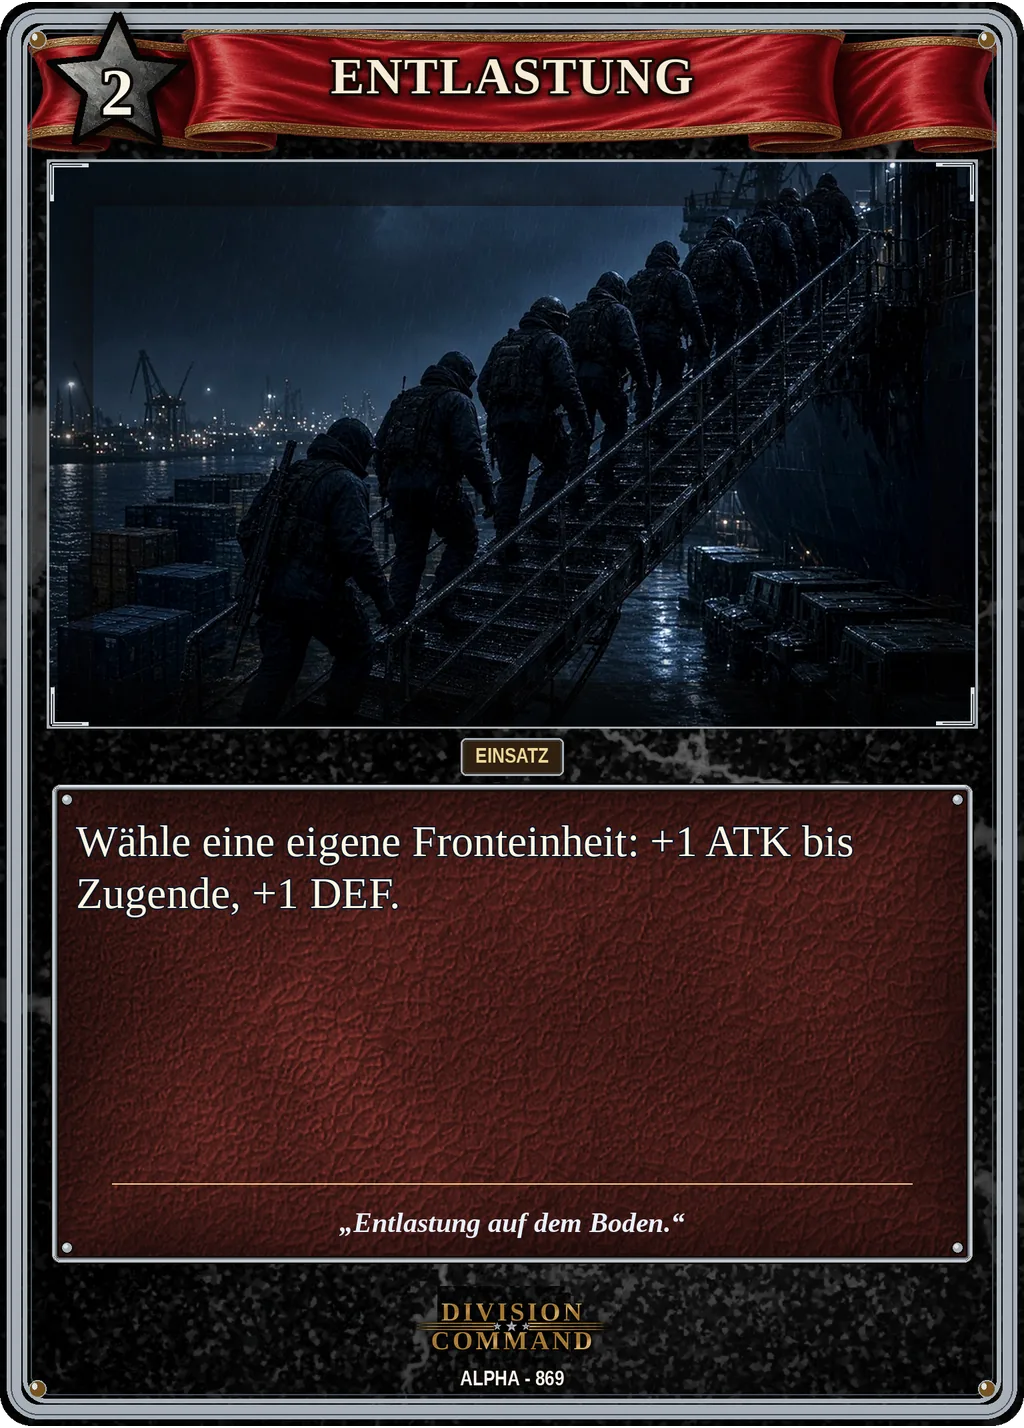 2
ENTLASTUNG
EINSATZ
Wähle eine eigene Fronteinheit: +1 ATK bis
Zugende, +1 DEF.
„Entlastung auf dem Boden.“
DIVISION
COMMAND
ALPHA - 869